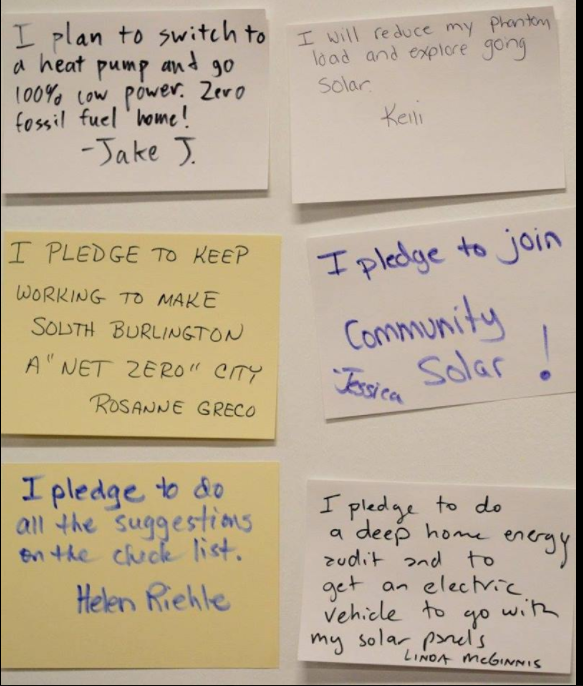 I plan to switch to
a heat pump and go
100% low power. Zero
fossil fuel home!
-Jake J.
I will reduce my phantom
load and explore going
solar.
Keili
I PLEDGE TO KEEP
WORKING TO MAKE
SOUTH BURLINGTON
A "NET ZERO" CITY
ROSANNE GRECO
I pledge to join
Community
Solar!
Jessica
I pledge to do
all the suggestions
on the check list.
Helen Riehle
I pledge to do
a deep home energy
audit and to
get an electric
vehicle to go with
my solar panels
LINDA McGINNIS